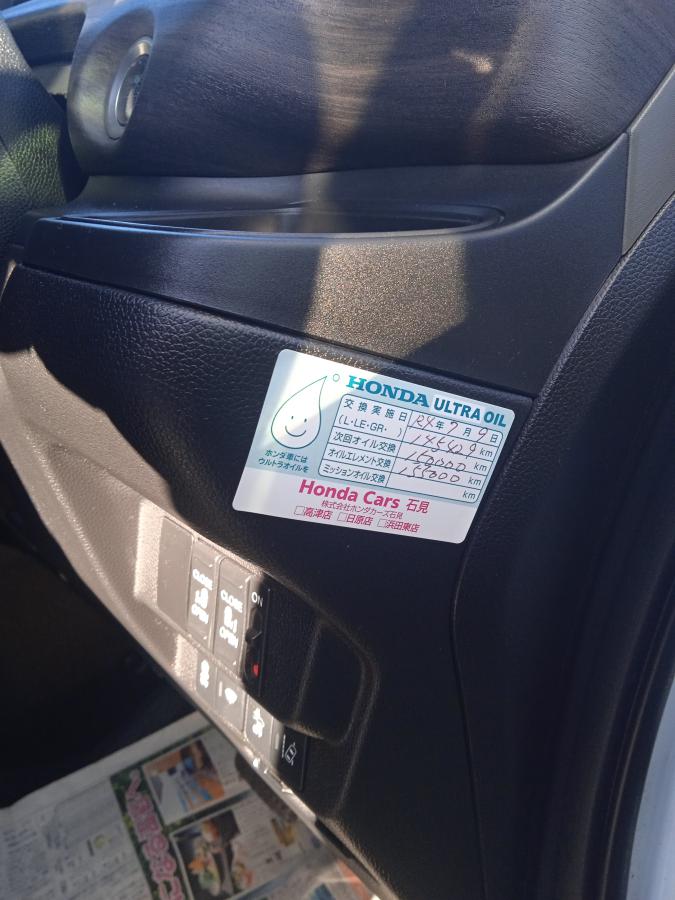 HONDA ULTRA OIL
交換実施日 R4年7月9日
(L・LE・GR・ ) 145429 km
次回オイル交換 150000 km
オイルエレメント交換 155000 km
ミッションオイル交換 km
ホンダ車には
ウルトラオイルを
Honda Cars 石見
株式会社ホンダカーズ石見
□高津店 □日原店 □浜田東店
CLOSE
OPEN
CLOSE
OPEN
ON
OFF